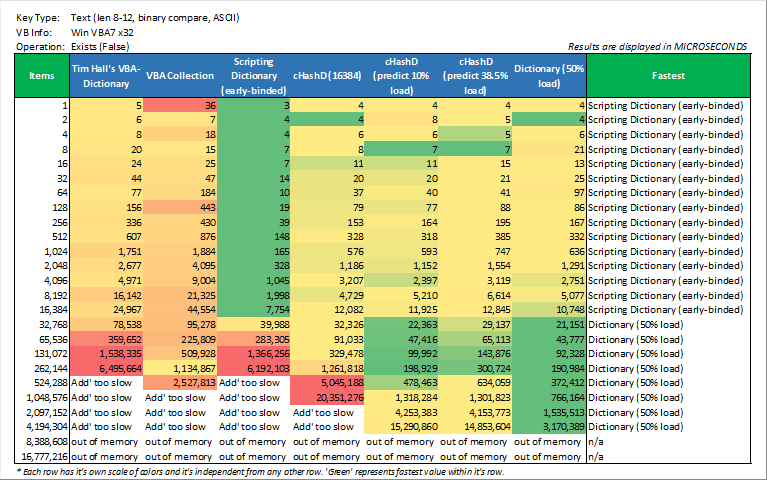 Key Type: Text (len 8-12, binary compare, ASCII)
VB Info: Win VBA7 x32
Operation: Exists (False)
Results are displayed in MICROSECONDS
Items Tim Hall's VBA-Dictionary VBA Collection Scripting Dictionary (early-binded) cHashD (16384) cHashD (predict 10% load) cHashD (predict 38.5% load) Dictionary (50% load) Fastest
1 5 36 3 4 4 4 4 Scripting Dictionary (early-binded)
2 6 7 4 4 8 5 4 Scripting Dictionary (early-binded)
4 8 18 4 6 6 5 6 Scripting Dictionary (early-binded)
8 20 15 7 8 7 7 21 Scripting Dictionary (early-binded)
16 24 25 7 11 11 15 13 Scripting Dictionary (early-binded)
32 44 47 14 20 20 21 25 Scripting Dictionary (early-binded)
64 77 184 10 37 40 41 97 Scripting Dictionary (early-binded)
128 156 443 19 79 77 88 86 Scripting Dictionary (early-binded)
256 336 430 39 153 164 195 167 Scripting Dictionary (early-binded)
512 607 876 148 328 318 385 332 Scripting Dictionary (early-binded)
1,024 1,751 1,884 165 576 593 747 636 Scripting Dictionary (early-binded)
2,048 2,677 4,095 328 1,186 1,152 1,554 1,291 Scripting Dictionary (early-binded)
4,096 4,971 9,004 1,045 3,207 2,397 3,119 2,751 Scripting Dictionary (early-binded)
8,192 16,142 21,325 1,998 4,729 5,210 6,614 5,077 Scripting Dictionary (early-binded)
16,384 24,967 44,554 7,754 12,082 11,925 12,845 10,748 Scripting Dictionary (early-binded)
32,768 78,538 95,278 39,988 32,326 22,363 29,137 21,151 Dictionary (50% load)
65,536 359,652 225,809 283,305 91,033 47,416 65,113 43,777 Dictionary (50% load)
131,072 1,538,335 509,928 1,366,256 329,478 99,992 143,876 92,328 Dictionary (50% load)
262,144 6,495,664 1,134,867 6,192,103 1,261,818 198,929 300,724 190,984 Dictionary (50% load)
524,288 Add' too slow 2,527,813 Add' too slow 5,045,188 478,463 634,059 372,412 Dictionary (50% load)
1,048,576 Add' too slow Add' too slow Add' too slow 20,351,276 1,318,284 1,301,823 766,164 Dictionary (50% load)
2,097,152 Add' too slow Add' too slow Add' too slow Add' too slow 4,253,383 4,153,773 1,535,513 Dictionary (50% load)
4,194,304 Add' too slow Add' too slow Add' too slow Add' too slow 15,290,860 14,853,604 3,170,389 Dictionary (50% load)
8,388,608 out of memory out of memory out of memory out of memory out of memory out of memory out of memory n/a
16,777,216 out of memory out of memory out of memory out of memory out of memory out of memory out of memory n/a
* Each row has it's own scale of colors and it's independent from any other row. 'Green' represents fastest value within it's row.